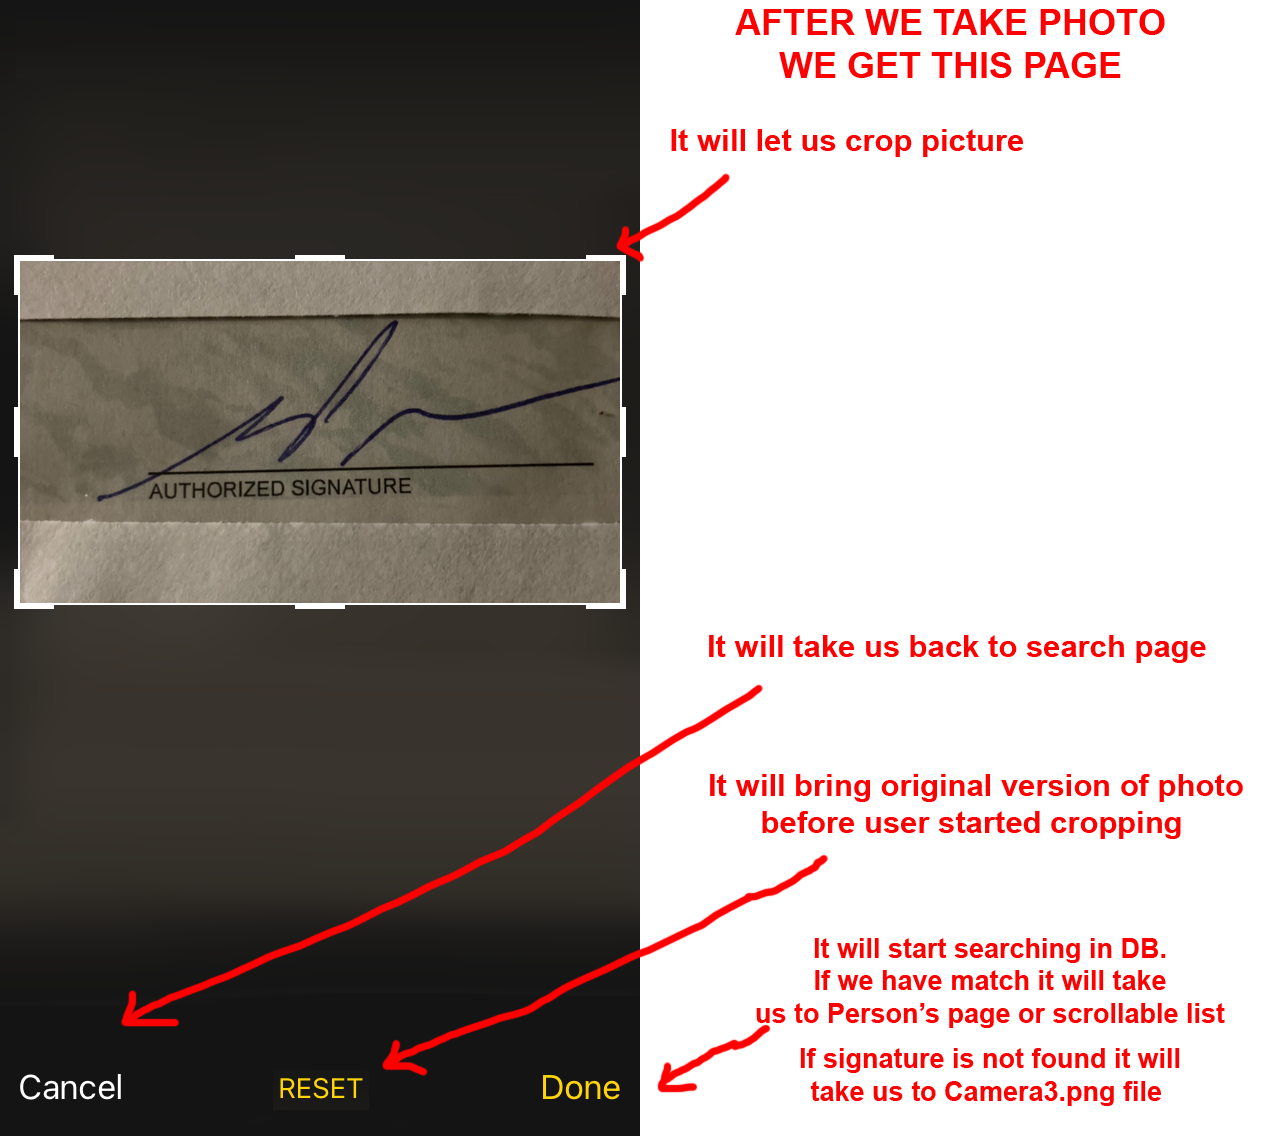 AFTER WE TAKE PHOTO
WE GET THIS PAGE
It will let us crop picture
AUTHORIZED SIGNATURE
It will take us back to search page
It will bring original version of photo
before user started cropping
It will start searching in DB.
If we have match it will take
us to Person’s page or scrollable list
If signature is not found it will
take us to Camera3.png file
Cancel
RESET
Done